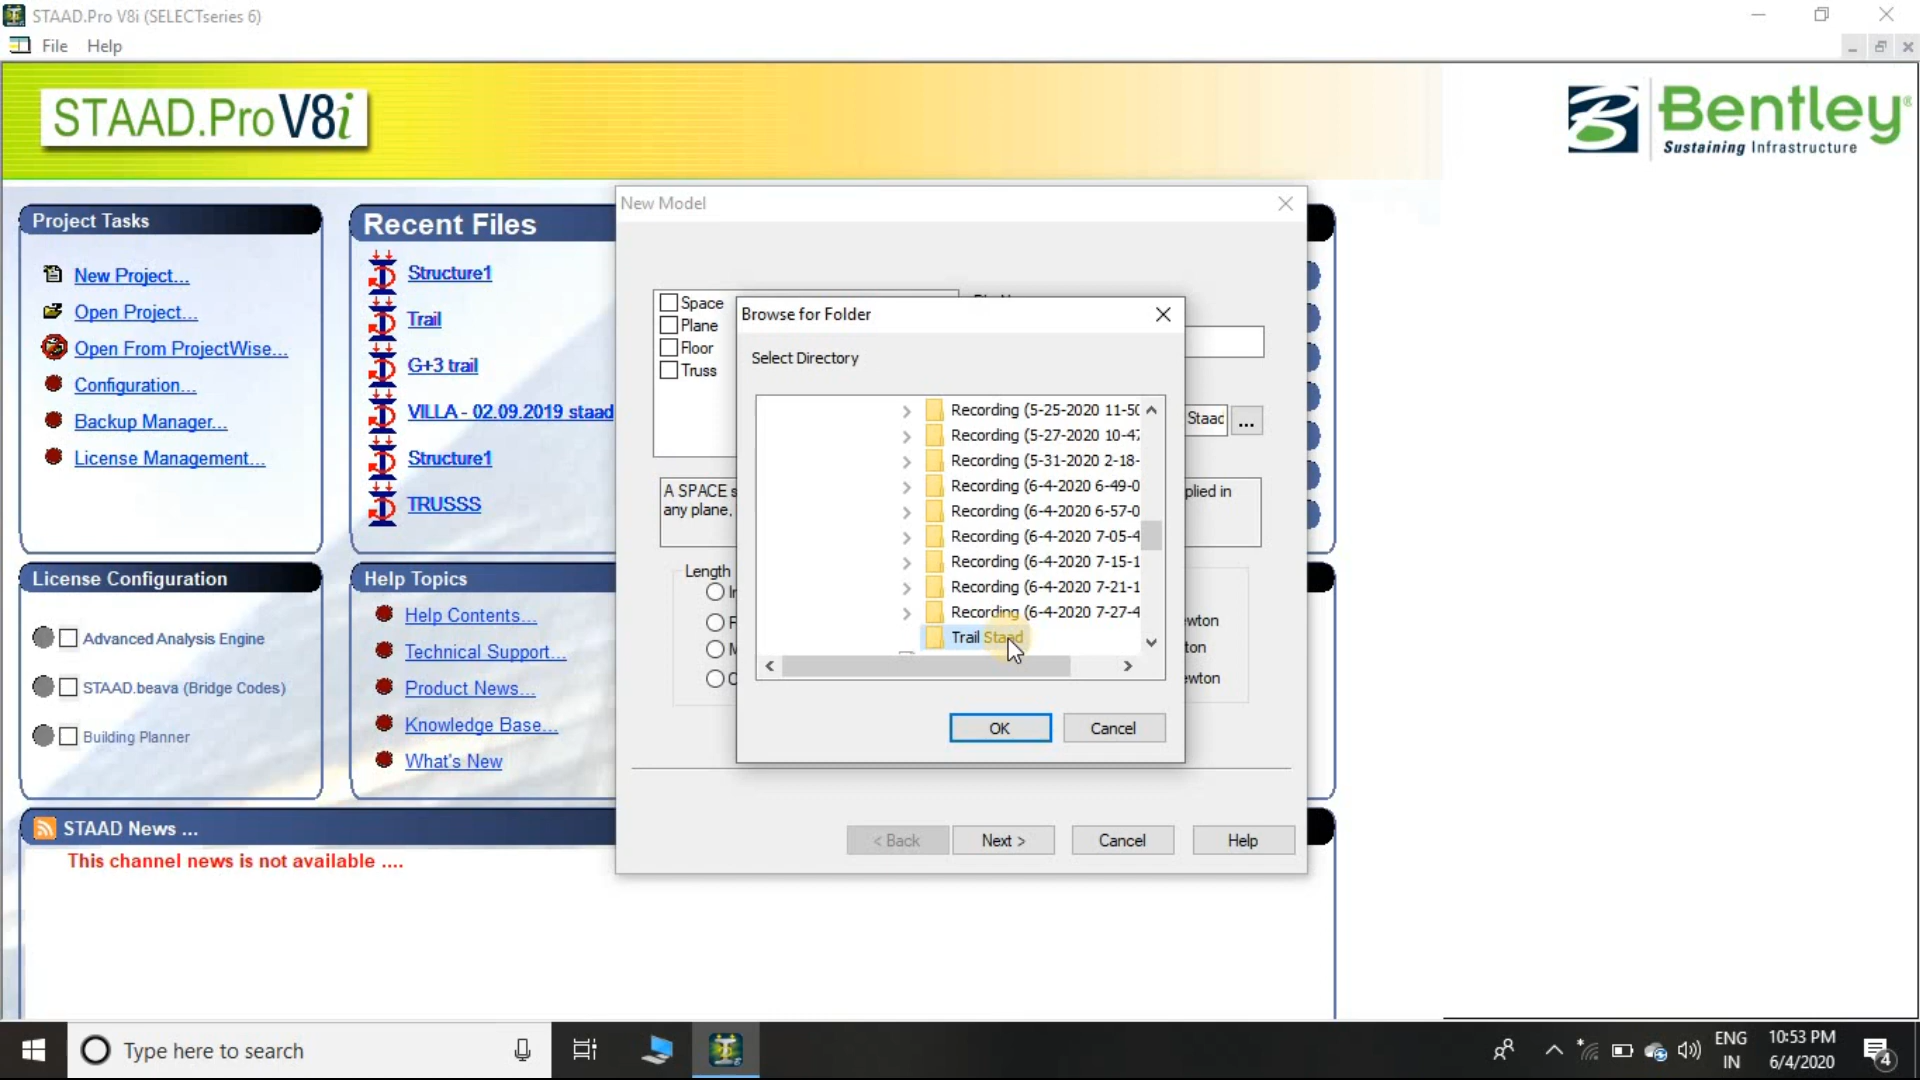 STAAD.Pro V8i (SELECTseries 6)
File Help
STAAD.Pro V8i
Bentley®
Sustaining Infrastructure
Project Tasks
New Project...
Open Project...
Open From ProjectWise...
Configuration...
Backup Manager...
License Management...
Recent Files
Structure1
Trail
G+3 trail
VILLA - 02.09.2019 staad
Structure1
TRUSSS
License Configuration
Advanced Analysis Engine
STAAD.beava (Bridge Codes)
Building Planner
Help Topics
Help Contents...
Technical Support...
Product News...
Knowledge Base...
What's New
STAAD News ...
This channel news is not available ....
New Model
Space
Plane
Floor
Truss
Staad
...
A SPACE s
plied in
any plane,
Length
ewton
ton
ewton
< Back
Next >
Cancel
Help
Browse for Folder
Select Directory
Recording (5-25-2020 11-50
Recording (5-27-2020 10-47
Recording (5-31-2020 2-18-
Recording (6-4-2020 6-49-0
Recording (6-4-2020 6-57-0
Recording (6-4-2020 7-05-4
Recording (6-4-2020 7-15-1
Recording (6-4-2020 7-21-1
Recording (6-4-2020 7-27-4
Trail Staad
OK
Cancel
Type here to search
ENG
IN
10:53 PM
6/4/2020
4